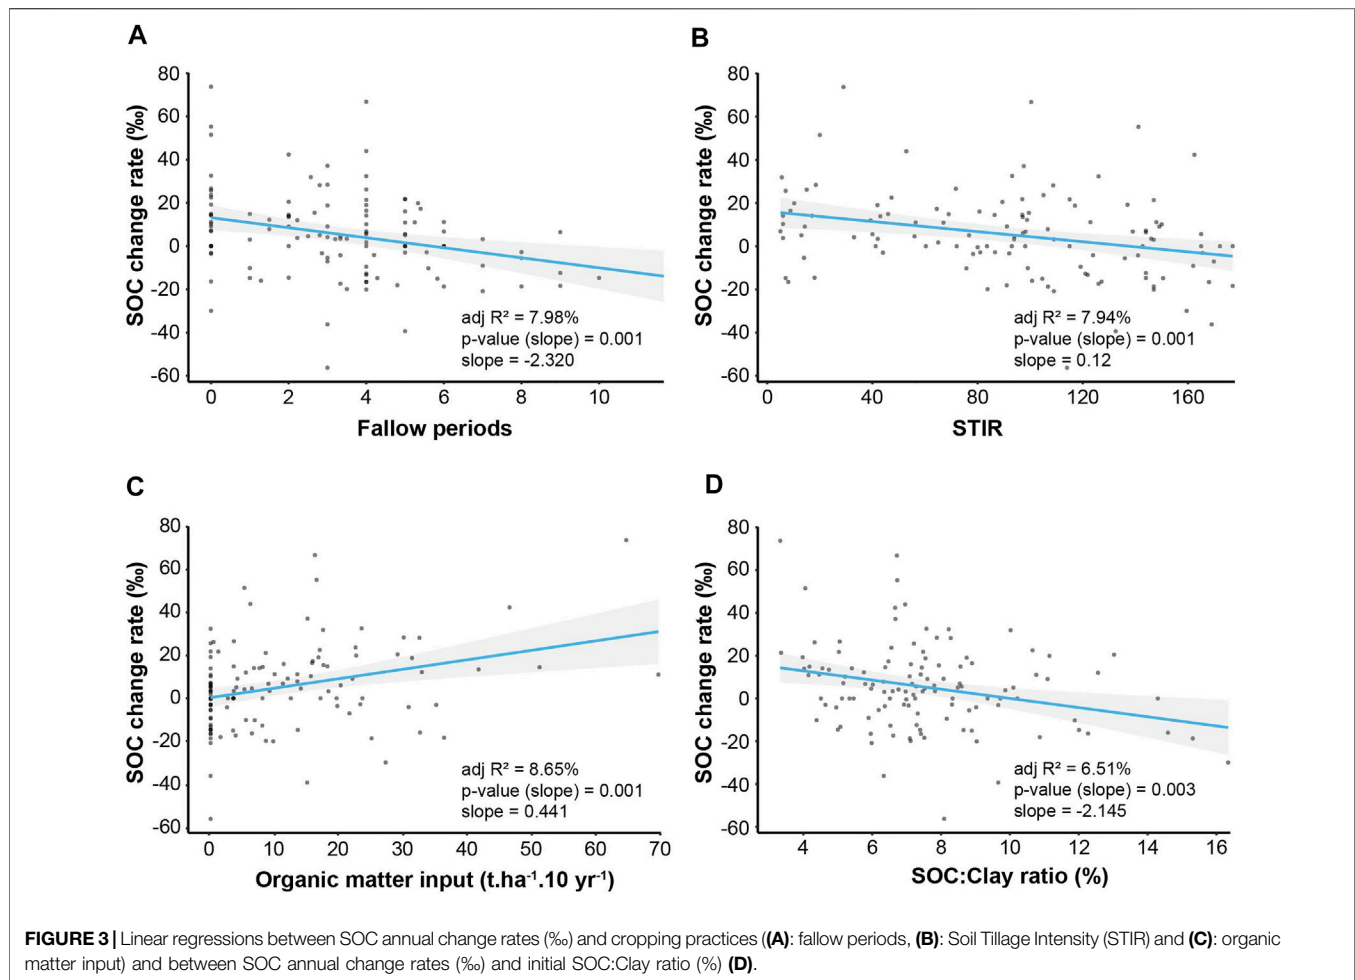 A
SOC change rate (‰)
80
60
40
20
0
-20
-40
-60
adj R² = 7.98%
p-value (slope) = 0.001
slope = -2.320
0 2 4 6 8 10
Fallow periods
B
SOC change rate (‰)
80
60
40
20
0
-20
-40
-60
adj R² = 7.94%
p-value (slope) = 0.001
slope = 0.12
0 40 80 120 160
STIR
C
SOC change rate (‰)
80
60
40
20
0
-20
-40
-60
adj R² = 8.65%
p-value (slope) = 0.001
slope = 0.441
0 10 20 30 40 50 60 70
Organic matter input (t.ha⁻¹.10 yr⁻¹)
D
SOC change rate (‰)
80
60
40
20
0
-20
-40
-60
adj R² = 6.51%
p-value (slope) = 0.003
slope = -2.145
4 6 8 10 12 14 16
SOC:Clay ratio (%)
FIGURE 3 | Linear regressions between SOC annual change rates (‰) and cropping practices ((A): fallow periods, (B): Soil Tillage Intensity (STIR) and (C): organic
matter input) and between SOC annual change rates (‰) and initial SOC:Clay ratio (%) (D).